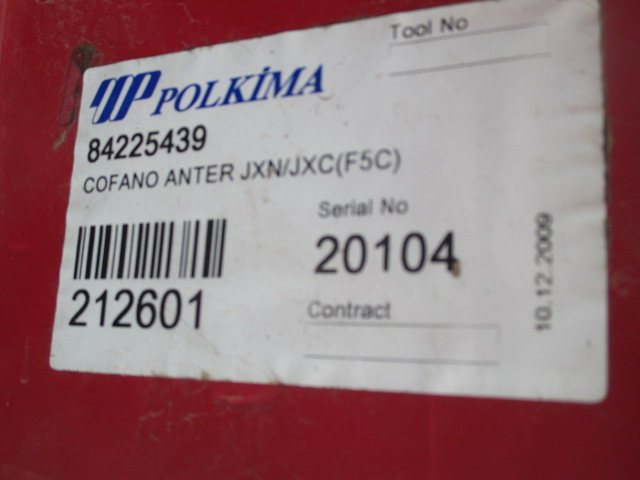 Tool No
POLKİMA
84225439
COFANO ANTER JXN/JXC(F5C)
Serial No
20104
212601
Contract
10.12.2009